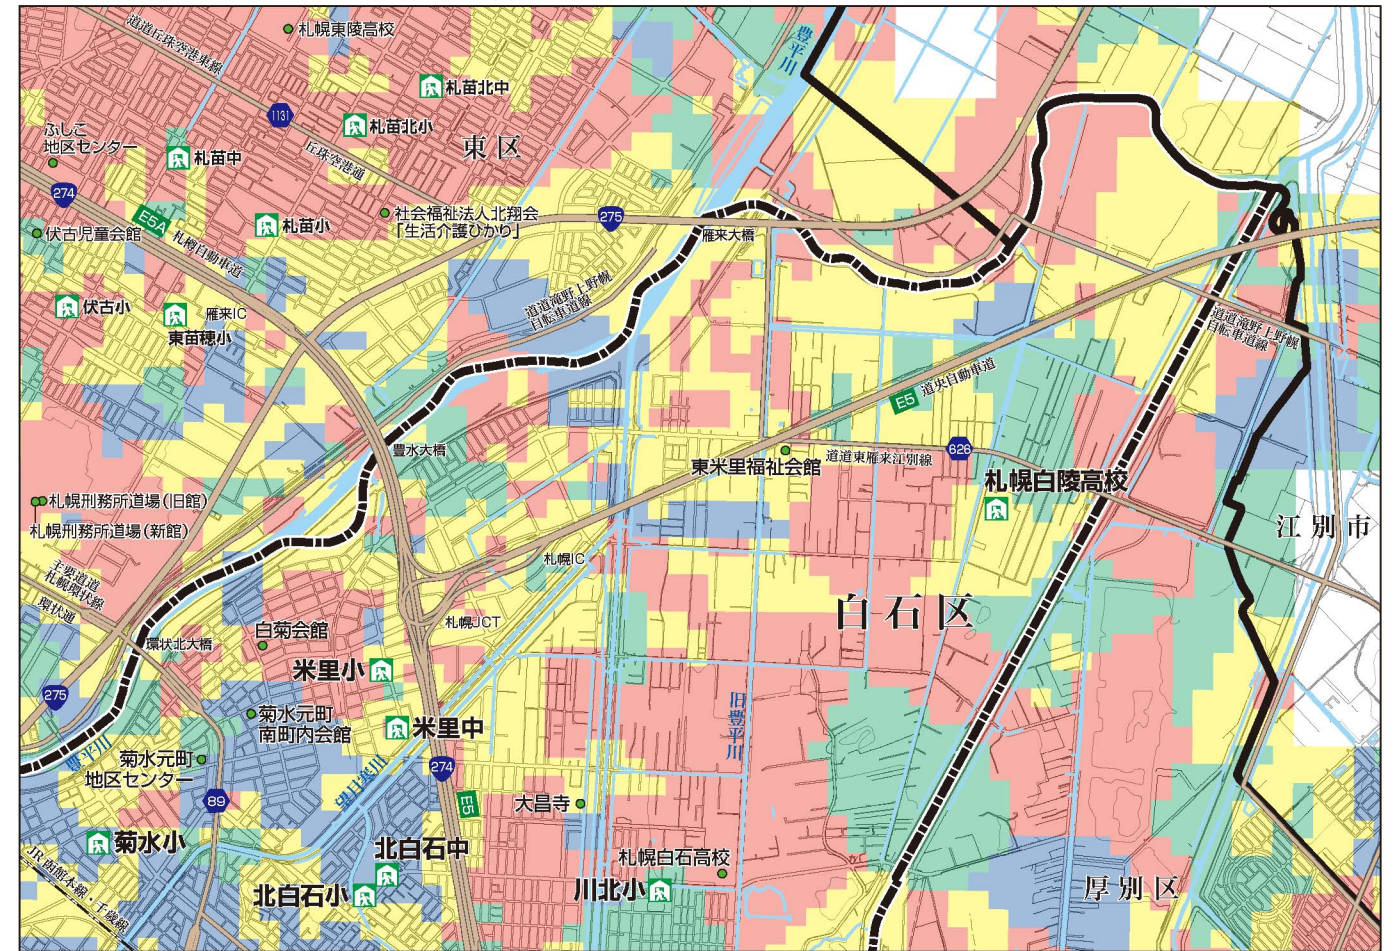 札幌東陵高校
道道丘珠空港東線
豊平川
札苗北中
1131
札苗北小
東区
ふしこ
地区センター
札苗中
丘珠空港通
274
E5A
札苗小
社会福祉法人北翔会
「生活介護ひかり」
275
雁来大橋
伏古児童会館
札樽自動車道
伏古小
雁来IC
東苗穂小
道道滝野上野幌
自転車道線
道道滝野上野幌
自転車道線
E5
道央自動車道
豊水大橋
東米里福祉会館
道道東雁来江別線
626
札幌白陵高校
札幌刑務所道場(旧館)
札幌刑務所道場(新館)
江別市
札幌IC
主要道道
札幌環状線
環状通
白石区
札幌JCT
白菊会館
環状北大橋
米里小
275
菊水元町
南町内会館
米里中
旧豊平川
豊平川
菊水元町
地区センター
274
望月寒川
89
E5
大昌寺
菊水小
北白石中
札幌白石高校
JR函館本線・千歳線
北白石小
川北小
厚別区